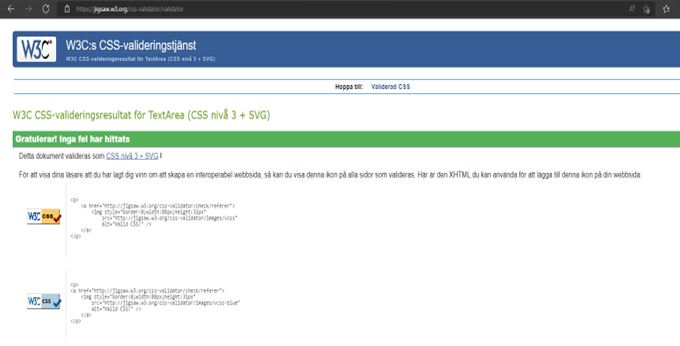 https://jigsaw.w3.org/css-validator/validator
W3C
W3C:s CSS-valideringstjänst
W3C CSS-valideringsresultat för TextArea (CSS nivå 3 + SVG)
Hoppa till: Validerad CSS
W3C CSS-valideringsresultat för TextArea (CSS nivå 3 + SVG)
Gratulerar! Inga fel har hittats
Detta dokument valideras som CSS nivå 3 + SVG !
För att visa dina läsare att du har lagt dig vinn om att skapa en interoperabel webbsida, så kan du visa denna ikon på alla sidor som valideras. Här är den XHTML du kan använda för att lägga till denna ikon på din webbsida:
W3C CSS
<p>
<a href="http://jigsaw.w3.org/css-validator/check/referer">
<img style="border:0;width:88px;height:31px"
src="http://jigsaw.w3.org/css-validator/images/vcss"
alt="Valid CSS!" />
</a>
</p>
W3C CSS
<p>
<a href="http://jigsaw.w3.org/css-validator/check/referer">
<img style="border:0;width:88px;height:31px"
src="http://jigsaw.w3.org/css-validator/images/vcss-blue"
alt="Valid CSS!" />
</a>
</p>